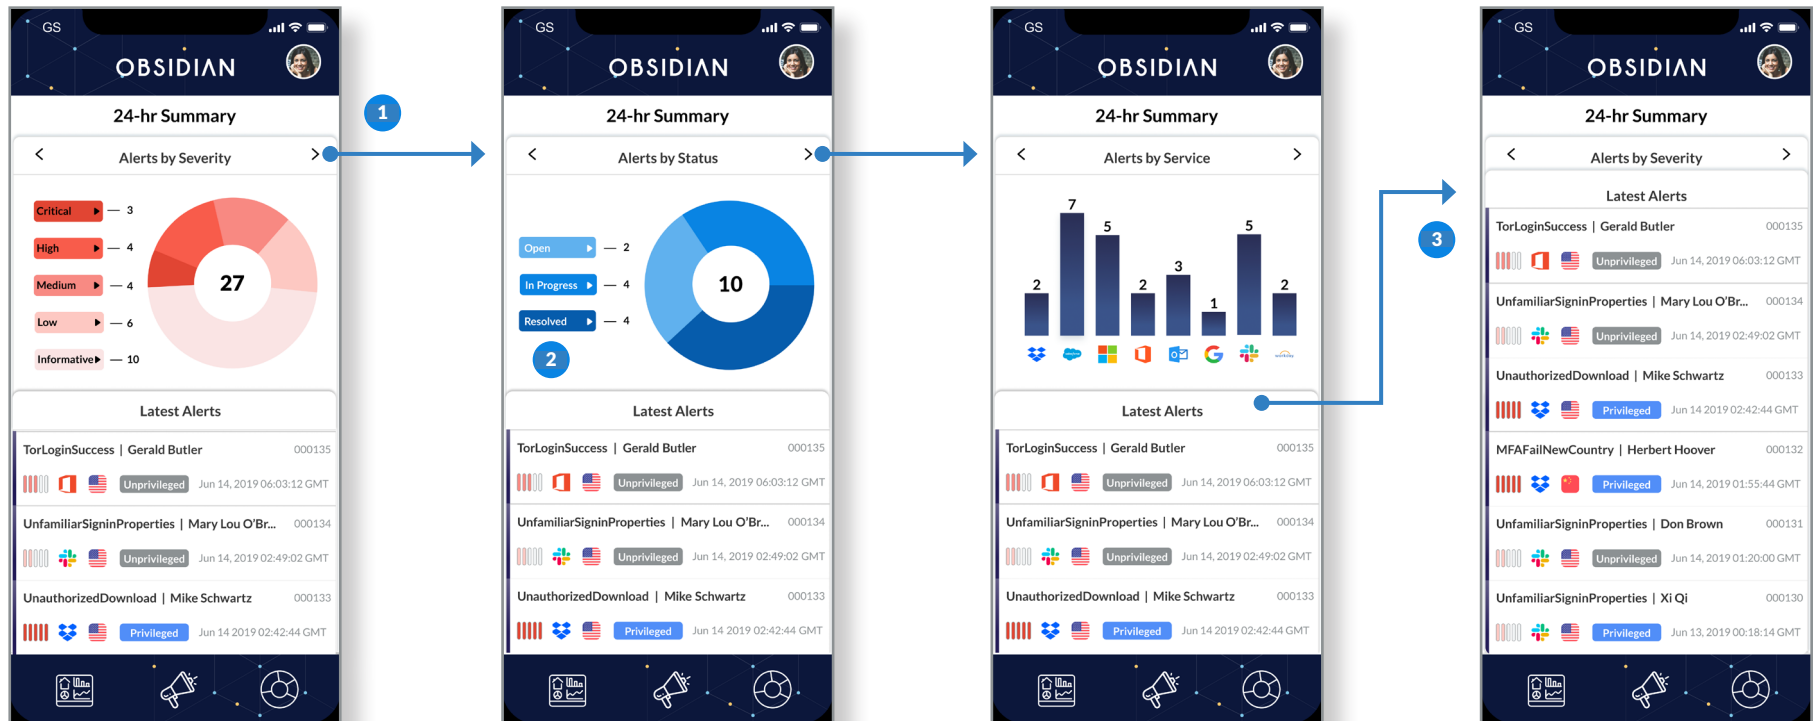 GS
OBSIDIAN
24-hr Summary
Alerts by Severity
Critical — 3
High — 4
Medium — 4
Low — 6
Informative — 10
27
Latest Alerts
TorLoginSuccess | Gerald Butler 000135
Unprivileged Jun 14, 2019 06:03:12 GMT
UnfamiliarSigninProperties | Mary Lou O'Br... 000134
Unprivileged Jun 14, 2019 02:49:02 GMT
UnauthorizedDownload | Mike Schwartz 000133
Privileged Jun 14 2019 02:42:44 GMT
1
GS
OBSIDIAN
24-hr Summary
Alerts by Status
Open — 2
In Progress — 4
Resolved — 4
10
2
Latest Alerts
TorLoginSuccess | Gerald Butler 000135
Unprivileged Jun 14, 2019 06:03:12 GMT
UnfamiliarSigninProperties | Mary Lou O'Br... 000134
Unprivileged Jun 14, 2019 02:49:02 GMT
UnauthorizedDownload | Mike Schwartz 000133
Privileged Jun 14 2019 02:42:44 GMT
GS
OBSIDIAN
24-hr Summary
Alerts by Service
2 7 5 2 3 1 5 2
Latest Alerts
TorLoginSuccess | Gerald Butler 000135
Unprivileged Jun 14, 2019 06:03:12 GMT
UnfamiliarSigninProperties | Mary Lou O'Br... 000134
Unprivileged Jun 14, 2019 02:49:02 GMT
UnauthorizedDownload | Mike Schwartz 000133
Privileged Jun 14 2019 02:42:44 GMT
3
GS
OBSIDIAN
24-hr Summary
Alerts by Severity
Latest Alerts
TorLoginSuccess | Gerald Butler 000135
Unprivileged Jun 14, 2019 06:03:12 GMT
UnfamiliarSigninProperties | Mary Lou O'Br... 000134
Unprivileged Jun 14, 2019 02:49:02 GMT
UnauthorizedDownload | Mike Schwartz 000133
Privileged Jun 14 2019 02:42:44 GMT
MFAFailNewCountry | Herbert Hoover 000132
Privileged Jun 14, 2019 01:55:44 GMT
UnfamiliarSigninProperties | Don Brown 000131
Unprivileged Jun 14, 2019 01:20:00 GMT
UnfamiliarSigninProperties | Xi Qi 000130
Privileged Jun 13, 2019 00:18:14 GMT